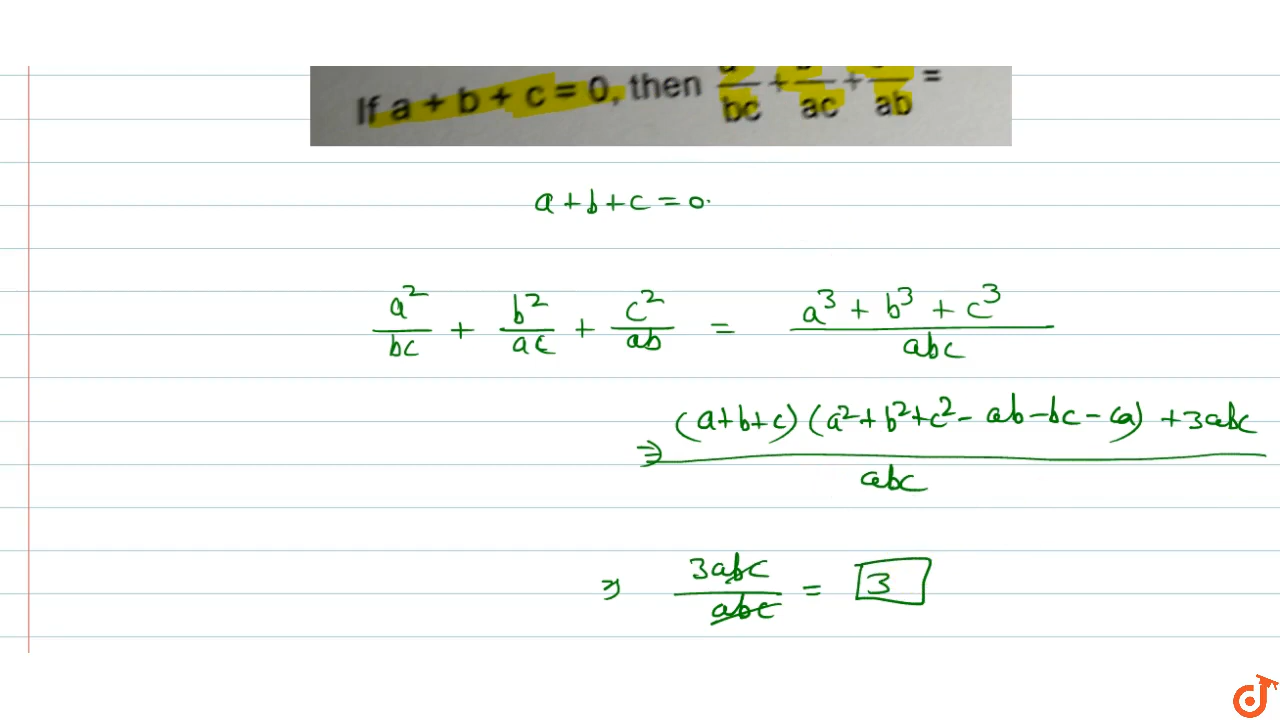 If a + b + c = 0, then a/bc + b/ac + c/ab =
a + b + c = 0.
a²/bc + b²/ac + c²/ab = a³ + b³ + c³/abc
⇒ (a+b+c)(a²+b²+c² - ab - bc - ca) + 3abc/abc
⇒ 3abc/abc = 3